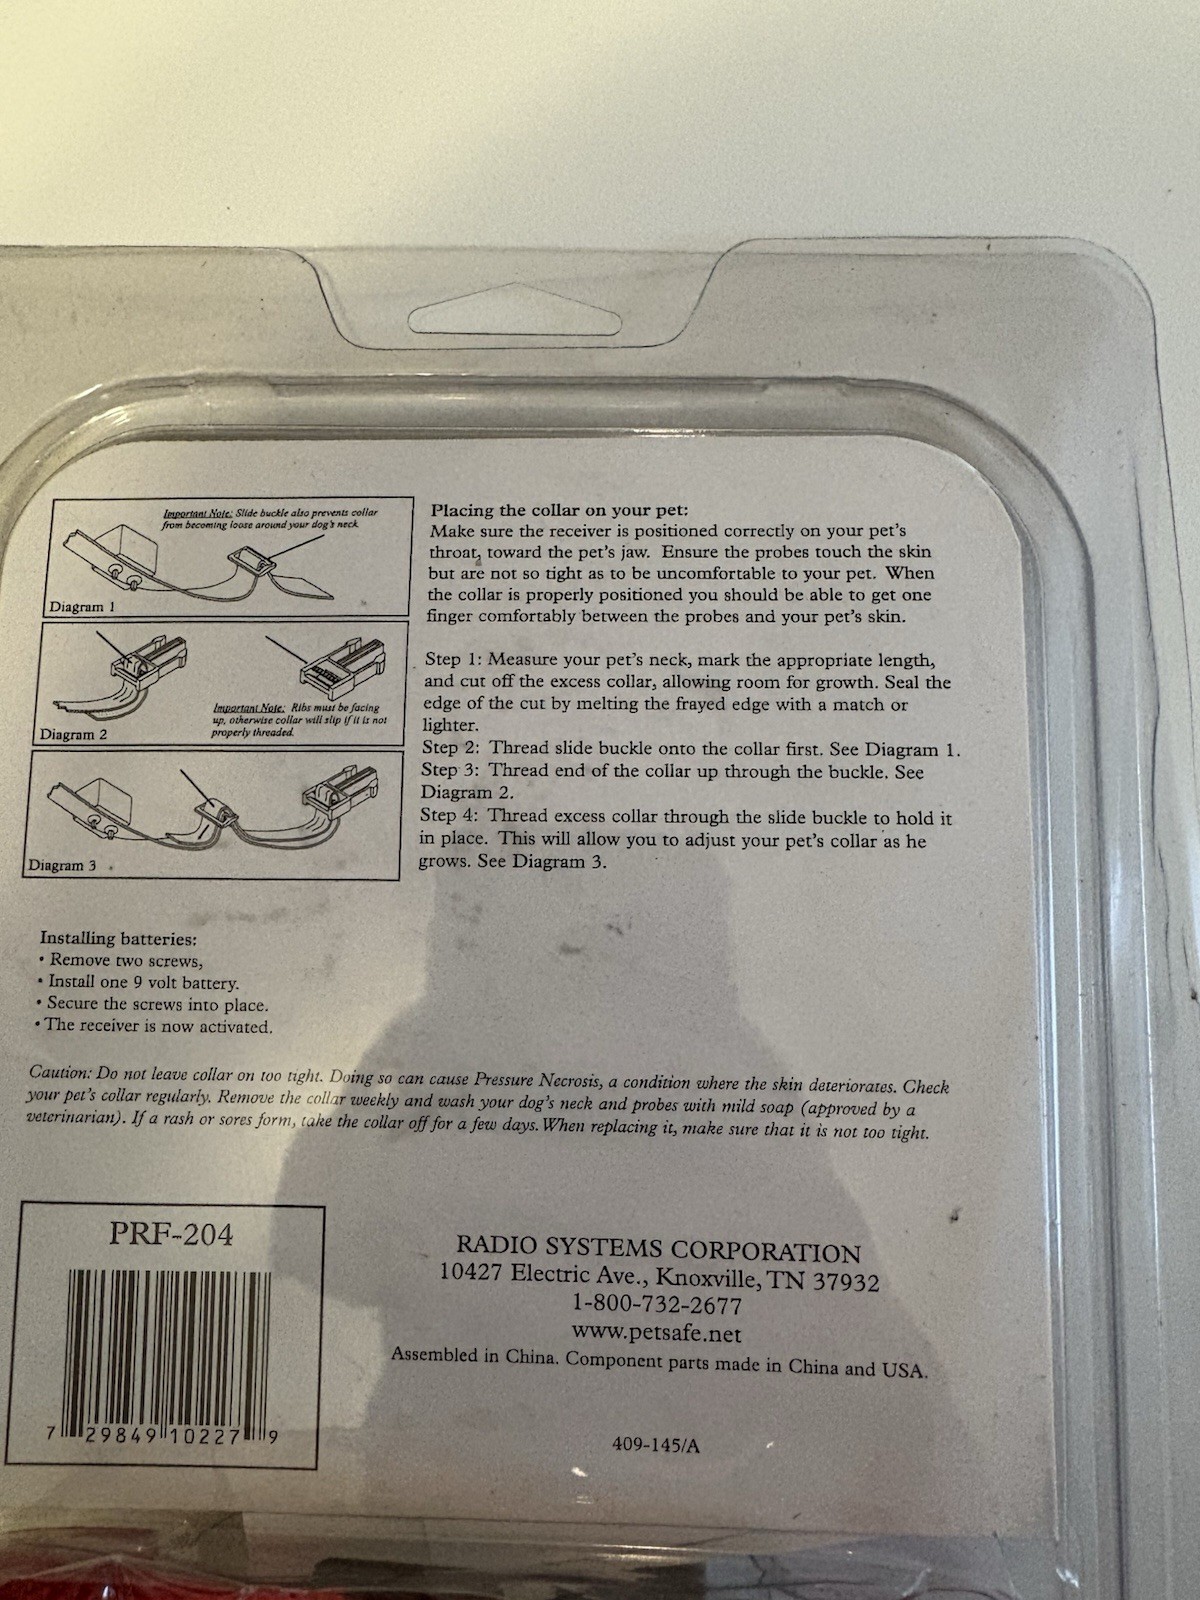 Important Note: Slide buckle also prevents collar
from becoming loose around your dog's neck
Diagram 1
Important Note: Ribs must be facing
up, otherwise collar will slip if it is not
properly threaded.
Diagram 2
Diagram 3
Placing the collar on your pet:
Make sure the receiver is positioned correctly on your pet's
throat, toward the pet's jaw. Ensure the probes touch the skin
but are not so tight as to be uncomfortable to your pet. When
the collar is properly positioned you should be able to get one
finger comfortably between the probes and your pet's skin.
Step 1: Measure your pet's neck, mark the appropriate length,
and cut off the excess collar, allowing room for growth. Seal the
edge of the cut by melting the frayed edge with a match or
lighter.
Step 2: Thread slide buckle onto the collar first. See Diagram 1.
Step 3: Thread end of the collar up through the buckle. See
Diagram 2.
Step 4: Thread excess collar through the slide buckle to hold it
in place. This will allow you to adjust your pet's collar as he
grows. See Diagram 3.
Installing batteries:
• Remove two screws,
• Install one 9 volt battery.
• Secure the screws into place.
• The receiver is now activated.
Caution: Do not leave collar on too tight. Doing so can cause Pressure Necrosis, a condition where the skin deteriorates. Check
your pet's collar regularly. Remove the collar weekly and wash your dog's neck and probes with mild soap (approved by a
veterinarian). If a rash or sores form, take the collar off for a few days. When replacing it, make sure that it is not too tight.
PRF-204
7 29849 10227 9
RADIO SYSTEMS CORPORATION
10427 Electric Ave., Knoxville, TN 37932
1-800-732-2677
www.petsafe.net
Assembled in China. Component parts made in China and USA.
409-145/A